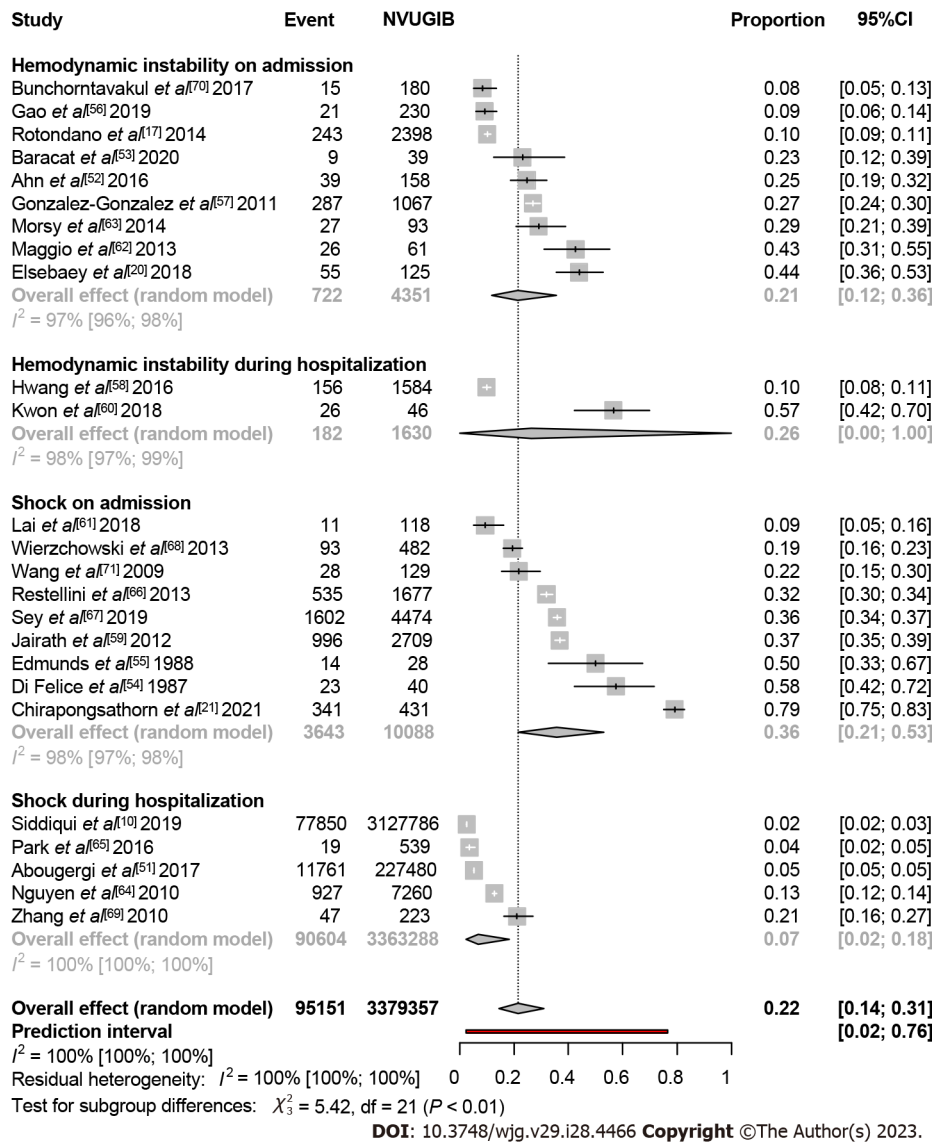 Study Event NVUGIB Proportion 95%CI
Hemodynamic instability on admission
Bunchorntavakul et al[70] 2017 15 180 0.08 [0.05; 0.13]
Gao et al[56] 2019 21 230 0.09 [0.06; 0.14]
Rotondano et al[17] 2014 243 2398 0.10 [0.09; 0.11]
Baracat et al[53] 2020 9 39 0.23 [0.12; 0.39]
Ahn et al[52] 2016 39 158 0.25 [0.19; 0.32]
Gonzalez-Gonzalez et al[57] 2011 287 1067 0.27 [0.24; 0.30]
Morsy et al[63] 2014 27 93 0.29 [0.21; 0.39]
Maggio et al[62] 2013 26 61 0.43 [0.31; 0.55]
Elsebaey et al[20] 2018 55 125 0.44 [0.36; 0.53]
Overall effect (random model) 722 4351 0.21 [0.12; 0.36]
I² = 97% [96%; 98%]
Hemodynamic instability during hospitalization
Hwang et al[58] 2016 156 1584 0.10 [0.08; 0.11]
Kwon et al[60] 2018 26 46 0.57 [0.42; 0.70]
Overall effect (random model) 182 1630 0.26 [0.00; 1.00]
I² = 98% [97%; 99%]
Shock on admission
Lai et al[61] 2018 11 118 0.09 [0.05; 0.16]
Wierzchowski et al[68] 2013 93 482 0.19 [0.16; 0.23]
Wang et al[71] 2009 28 129 0.22 [0.15; 0.30]
Restellini et al[66] 2013 535 1677 0.32 [0.30; 0.34]
Sey et al[67] 2019 1602 4474 0.36 [0.34; 0.37]
Jairath et al[59] 2012 996 2709 0.37 [0.35; 0.39]
Edmunds et al[55] 1988 14 28 0.50 [0.33; 0.67]
Di Felice et al[54] 1987 23 40 0.58 [0.42; 0.72]
Chirapongsathorn et al[21] 2021 341 431 0.79 [0.75; 0.83]
Overall effect (random model) 3643 10088 0.36 [0.21; 0.53]
I² = 98% [97%; 98%]
Shock during hospitalization
Siddiqui et al[10] 2019 77850 3127786 0.02 [0.02; 0.03]
Park et al[65] 2016 19 539 0.04 [0.02; 0.05]
Abougergi et al[51] 2017 11761 227480 0.05 [0.05; 0.05]
Nguyen et al[64] 2010 927 7260 0.13 [0.12; 0.14]
Zhang et al[69] 2010 47 223 0.21 [0.16; 0.27]
Overall effect (random model) 90604 3363288 0.07 [0.02; 0.18]
I² = 100% [100%; 100%]
Overall effect (random model) 95151 3379357 0.22 [0.14; 0.31]
Prediction interval [0.02; 0.76]
I² = 100% [100%; 100%]
Residual heterogeneity: I² = 100% [100%; 100%] 0 0.2 0.4 0.6 0.8 1
Test for subgroup differences: χ²₃ = 5.42, df = 21 (P < 0.01)
DOI: 10.3748/wjg.v29.i28.4466 Copyright ©The Author(s) 2023.